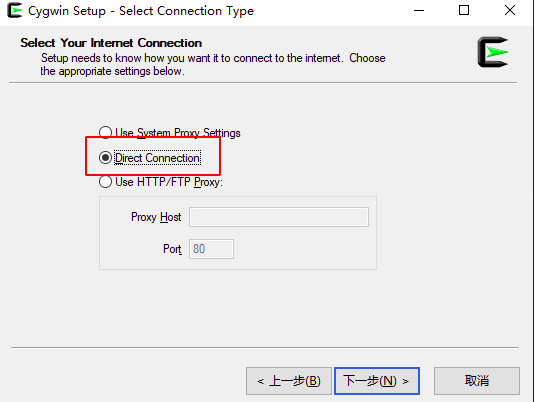 Cygwin Setup - Select Connection Type
Select Your Internet Connection
Setup needs to know how you want it to connect to the internet.  Choose
the appropriate settings below.
Use System Proxy Settings
Direct Connection
Use HTTP/FTP Proxy:
Proxy Host
Port 80
< 上一步(B)
下一步(N) >
取消